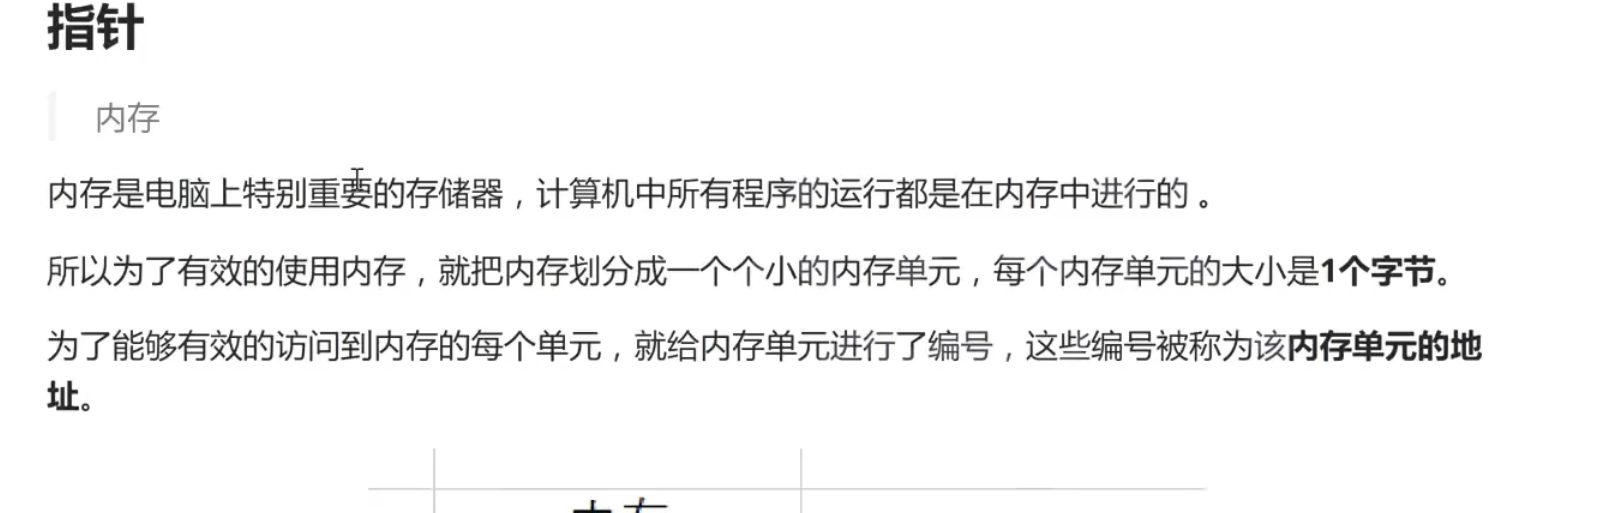 指针
内存
内存是电脑上特别重要的存储器，计算机中所有程序的运行都是在内存中进行的 。
所以为了有效的使用内存，就把内存划分成一个个小的内存单元，每个内存单元的大小是1个字节。
为了能够有效的访问到内存的每个单元，就给内存单元进行了编号，这些编号被称为该内存单元的地
址。
内存